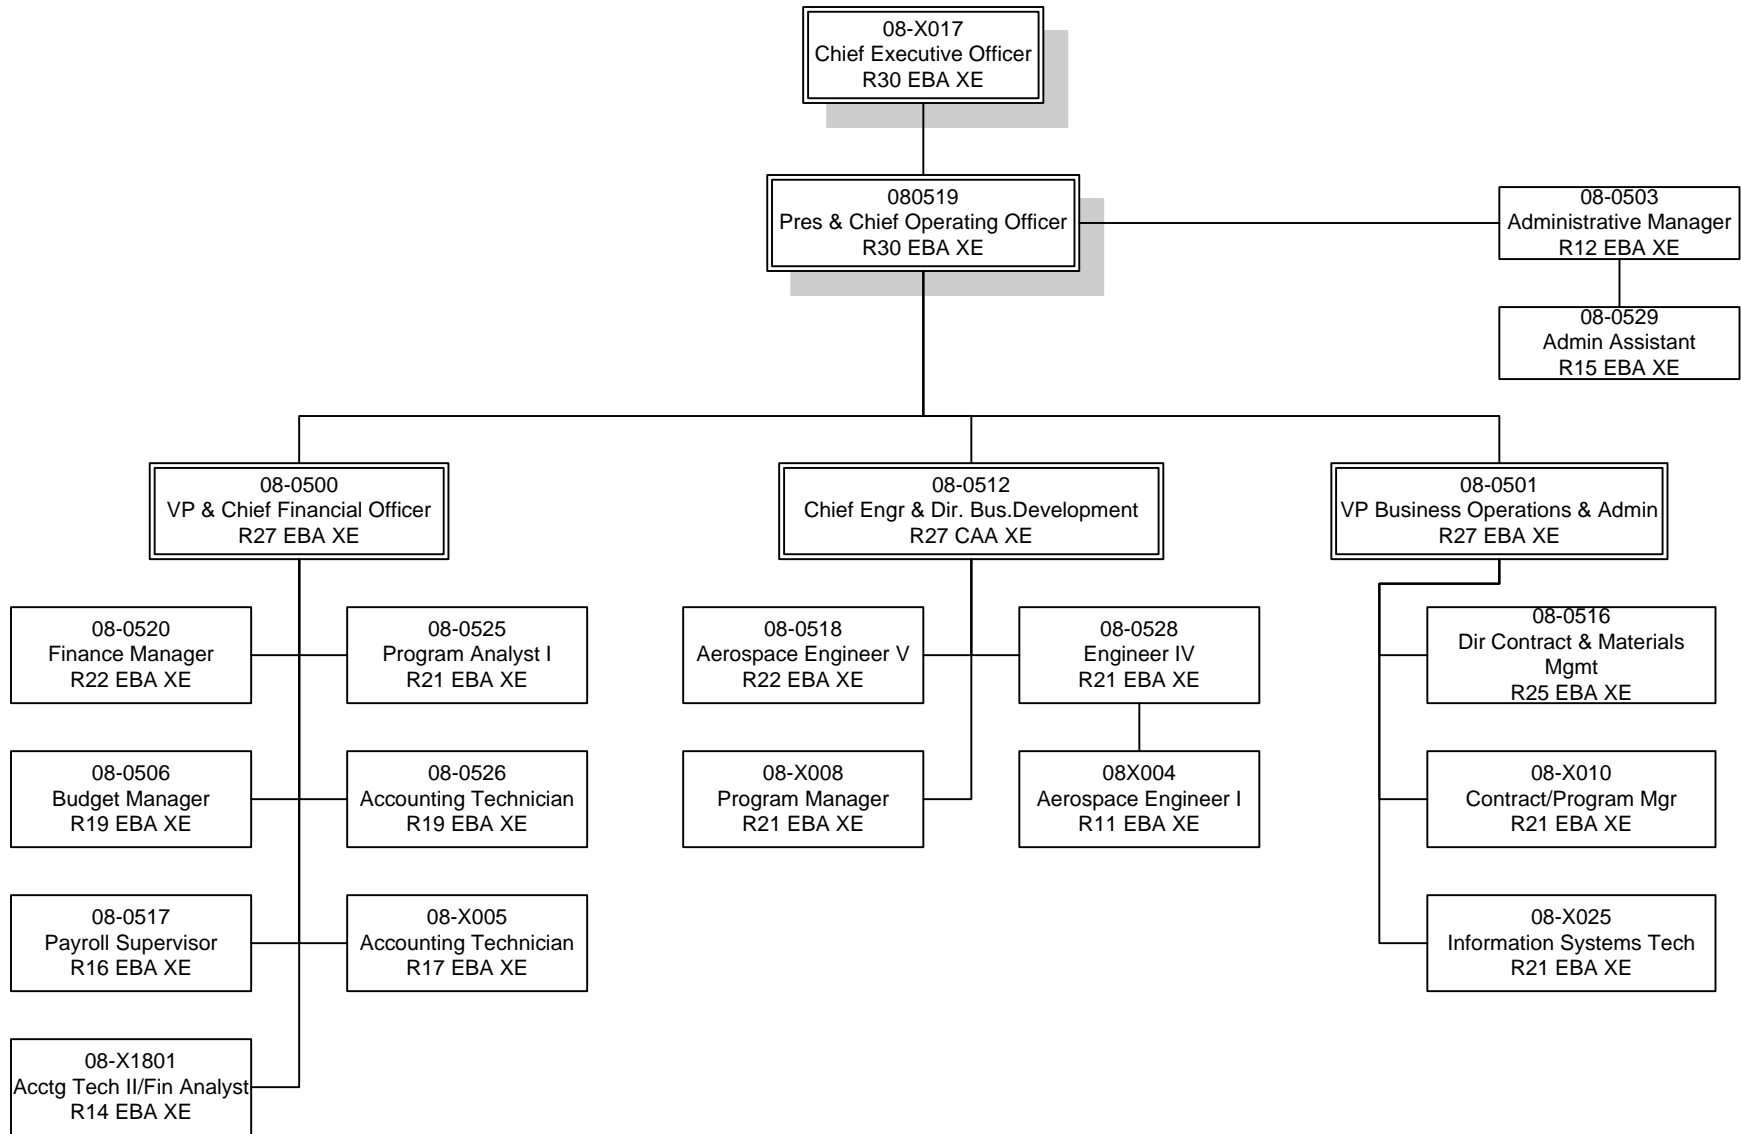 08-X017
Chief Executive Officer
R30 EBA XE
080519
Pres & Chief Operating Officer
R30 EBA XE
08-0503
Administrative Manager
R12 EBA XE
08-0529
Admin Assistant
R15 EBA XE
08-0500
VP & Chief Financial Officer
R27 EBA XE
08-0512
Chief Engr & Dir. Bus.Development
R27 CAA XE
08-0501
VP Business Operations & Admin
R27 EBA XE
08-0520
Finance Manager
R22 EBA XE
08-0525
Program Analyst I
R21 EBA XE
08-0518
Aerospace Engineer V
R22 EBA XE
08-0528
Engineer IV
R21 EBA XE
08-0516
Dir Contract & Materials
Mgmt
R25 EBA XE
08-0506
Budget Manager
R19 EBA XE
08-0526
Accounting Technician
R19 EBA XE
08-X008
Program Manager
R21 EBA XE
08X004
Aerospace Engineer I
R11 EBA XE
08-X010
Contract/Program Mgr
R21 EBA XE
08-0517
Payroll Supervisor
R16 EBA XE
08-X005
Accounting Technician
R17 EBA XE
08-X025
Information Systems Tech
R21 EBA XE
08-X1801
Acctg Tech II/Fin Analyst
R14 EBA XE